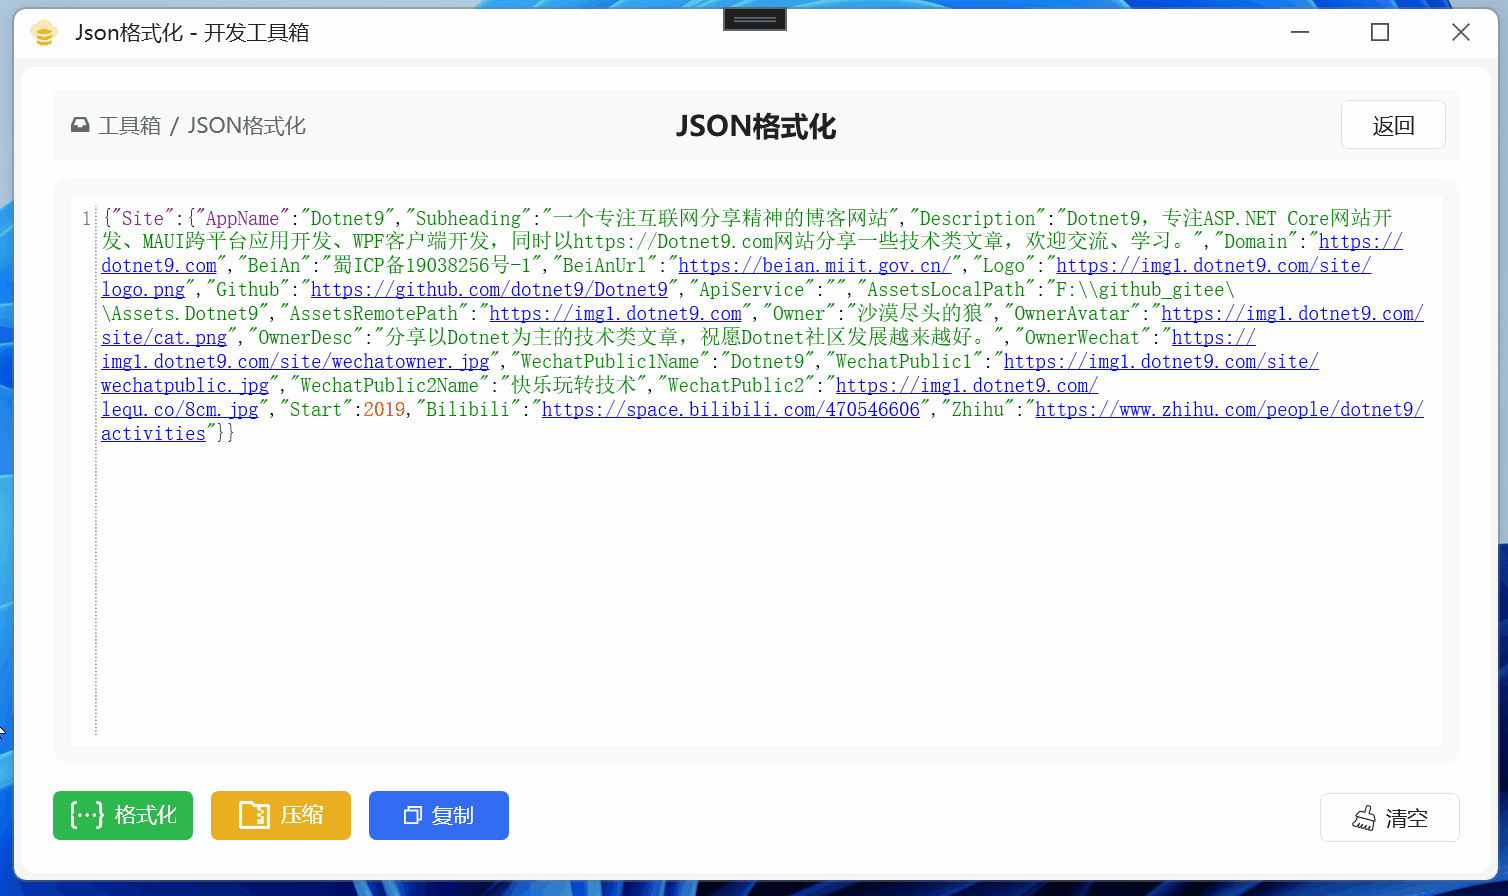 Json格式化 - 开发工具箱
工具箱 / JSON格式化
JSON格式化
返回
1 {"Site":{"AppName":"Dotnet9","Subheading":"一个专注互联网分享精神的博客网站","Description":"Dotnet9，专注ASP.NET Core网站开
发、MAUI跨平台应用开发、WPF客户端开发，同时以https://Dotnet9.com网站分享一些技术类文章，欢迎交流、学习。","Domain":"https://
dotnet9.com","BeiAn":"蜀ICP备19038256号-1","BeiAnUrl":"https://beian.miit.gov.cn/","Logo":"https://img1.dotnet9.com/site/
logo.png","Github":"https://github.com/dotnet9/Dotnet9","ApiService":"","AssetsLocalPath":"F:\\github_gitee\
\Assets.Dotnet9","AssetsRemotePath":"https://img1.dotnet9.com","Owner":"沙漠尽头的狼","OwnerAvatar":"https://img1.dotnet9.com/
site/cat.png","OwnerDesc":"分享以Dotnet为主的技术类文章，祝愿Dotnet社区发展越来越好。","OwnerWechat":"https://
img1.dotnet9.com/site/wechatowner.jpg","WechatPublic1Name":"Dotnet9","WechatPublic1":"https://img1.dotnet9.com/site/
wechatpublic.jpg","WechatPublic2Name":"快乐玩转技术","WechatPublic2":"https://img1.dotnet9.com/
lequ.co/8cm.jpg","Start":2019,"Bilibili":"https://space.bilibili.com/470546606","Zhihu":"https://www.zhihu.com/people/dotnet9/
activities"}}
{···} 格式化
压缩
复制
清空